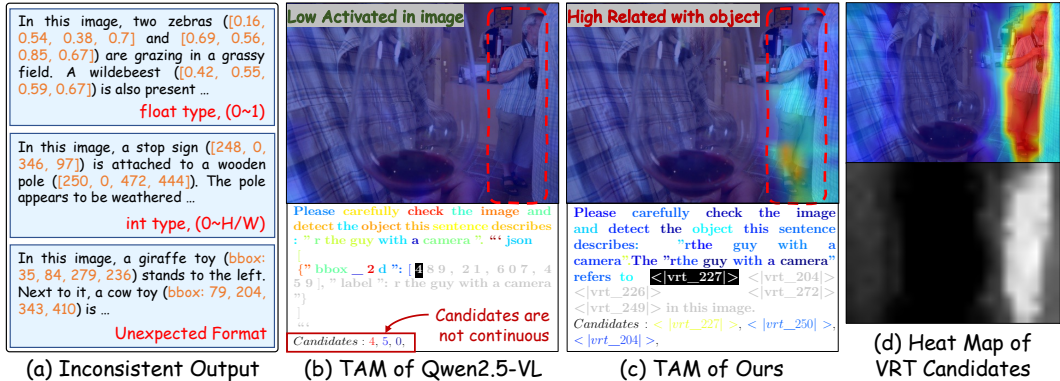 In this image, two zebras ([0.16,
0.54, 0.38, 0.7] and [0.69, 0.56,
0.85, 0.67]) are grazing in a grassy
field. A wildebeest ([0.42, 0.55,
0.59, 0.67]) is also present ...
float type, (0~1)
In this image, a stop sign ([248, 0,
346, 97]) is attached to a wooden
pole ([250, 0, 472, 444]). The pole
appears to be weathered ...
int type, (0~H/W)
In this image, a giraffe toy (bbox:
35, 84, 279, 236) stands to the left.
Next to it, a cow toy (bbox: 79, 204,
343, 410) is ...
Unexpected Format
(a) Inconsistent Output
Low Activated in image
Please carefully check the image and
detect the object this sentence describes
: " r the guy with a camera ". "‘ json
[
{" bbox _ 2 d ": [ 4 8 9 , 2 1 , 6 0 7 , 4
5 9 ] , " label ": r the guy with a camera
"}
]
"‘
Candidates are
not continuous
Candidates : 4, 5, 0,
(b) TAM of Qwen2.5-VL
High Related with object
Please carefully check the image
and detect the object this sentence
describes: "rthe guy with a
camera".The "rthe guy with a camera"
refers to <|vrt_227|> <|vrt_204|>
<|vrt_226|> <|vrt_272|>
<|vrt_249|> in this image.
Candidates : < |vrt_227| >, < |vrt_250| >,
< |vrt_204| >,
(c) TAM of Ours
(d) Heat Map of
VRT Candidates